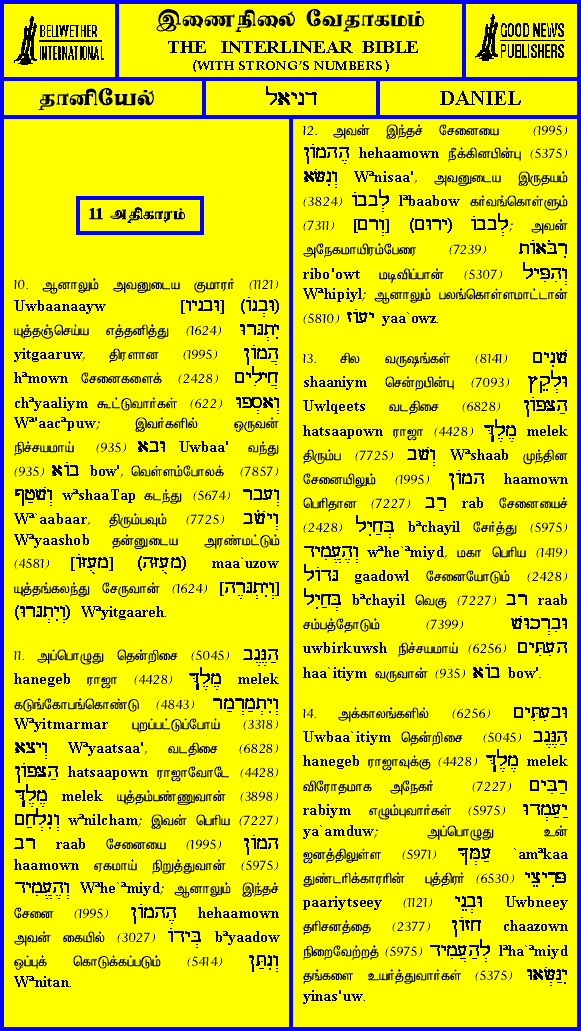 BELLWETHER
INTERNATIONAL
இணைநிலை வேதாகமம்
THE INTERLINEAR BIBLE
(WITH STRONG'S NUMBERS)
GOOD NEWS
PUBLISHERS
தானியேல்
דניאל
DANIEL
11 அதிகாரம்
10. ஆனாலும் அவனுடைய குமாரர் (1121)
Uwbaanaayw [ובניו] (וּבְנוֹ)
யுத்தஞ்செய்ய எத்தனித்து (1624) יִתְגָּרוּ
yitgaaruw, திரளான (1995) הֲמוֹן
hªmown சேனைகளைக் (2428) חֲיָלִים
chªyaaliym கூட்டுவார்கள் (622) וְאָסְפוּ
Wª'aacªpuw; இவர்களில் ஒருவன்
நிச்சயமாய் (935) וּבָא Uwbaa' வந்து
(935) בוֹא bow', வெள்ளம்போலக் (7857)
וְשָׁטַף wªshaaTap கடந்து (5674) וְעָבָר
Wª`aabaar, திரும்பவும் (7725) וְיָשֹׁב
Wªyaashob தன்னுடைய அரண்மட்டும்
(4581) [מָעֻזּוֹ] (מָעֻזֹּה) maa`uzow
யுத்தங்கலந்து சேருவான் (1624) [וְיִתְגָּרֶה]
(וְיִתְגָּרוּ) Wªyitgaareh.
11. அப்பொழுது தென்றிசை (5045) הַנֶּגֶב
hanegeb ராஜா (4428) מֶלֶךְ melek
கடுங்கோபங்கொண்டு (4843) וְיִתְמַרְמַר
Wªyitmarmar புறப்பட்டுப்போய் (3318)
וְיָצָא Wªyaatsaa', வடதிசை (6828)
הַצָּפוֹן hatsaapown ராஜாவோடே (4428)
מֶלֶךְ melek யுத்தம்பண்ணுவான் (3898)
וְנִלְחַם wªnilcham; இவன் பெரிய (7227)
רָב raab சேனையை (1995) הָמוֹן
haamown ஏகமாய் நிறுத்துவான் (5975)
וְהֶעֱמִיד Wªhe`ªmiyd; ஆனாலும் இந்தச்
சேனை (1995) הֶהָמוֹן hehaamown
அவன் கையில் (3027) בְּיָדוֹ bªyaadow
ஒப்புக் கொடுக்கப்படும் (5414) וְנִתַּן
Wªnitan.
12. அவன் இந்தச் சேனையை (1995)
הֶהָמוֹן hehaamown நீக்கினபின்பு (5375)
וְנִשָּׂא Wªnisaa', அவனுடைய இருதயம்
(3824) לְבָבוֹ lªbaabow கர்வங்கொள்ளும்
(7311) [וְרָם] (יָרוּם) לְבָבוֹ; அவன்
அநேகமாயிரம்பேரை (7239) רִבֹּאוֹת
ribo'owt மடிவிப்பான் (5307) וְהִפִּיל
Wªhipiyl; ஆனாலும் பலங்கொள்ளமாட்டான்
(5810) יָעוֹז yaa`owz.
13. சில வருஷங்கள் (8141) שָׁנִים
shaaniym சென்றபின்பு (7093) וּלְקֵץ
Uwlqeets வடதிசை (6828) הַצָּפוֹן
hatsaapown ராஜா (4428) מֶלֶךְ melek
திரும்ப (7725) וְשָׁב Wªshaab முந்தின
சேனையிலும் (1995) הָמוֹן haamown
பெரிதான (7227) רַב rab சேனையைச்
(2428) בְּחַיִל bªchayil சேர்த்து (5975)
וְהֶעֱמִיד wªhe`ªmiyd, மகா பெரிய (1419)
גָּדוֹל gaadowl சேனையோடும் (2428)
בְּחַיִל bªchayil வெகு (7227) רָב raab
சம்பத்தோடும் (7399) וּבִרְכוּשׁ
uwbirkuwsh நிச்சயமாய் (6256) הָעִתִּים
haa`itiym வருவான் (935) בוֹא bow'.
14. அக்காலங்களில் (6256) וּבָעִתִּים
Uwbaa`itiym தென்றிசை (5045) הַנֶּגֶב
hanegeb ராஜாவுக்கு (4428) מֶלֶךְ melek
விரோதமாக அநேகர் (7227) רַבִּים
rabiym எழும்புவார்கள் (5975) יַעַמְדוּ
ya`amduw; அப்பொழுது உன்
ஜனத்திலுள்ள (5971) עַמְּךָ `amªkaa
துண்டரிக்காரரின் புத்திரர் (6530) פָּרִיצֵי
paariytseey (1121) וּבְנֵי Uwbneey
தரிசனத்தை (2377) חָזוֹן chaazown
நிறைவேற்றத் (5975) לְהַעֲמִיד lªha`ªmiyd
தங்களை உயர்த்துவார்கள் (5375) יִנַּשְּׂאוּ
yinas'uw.